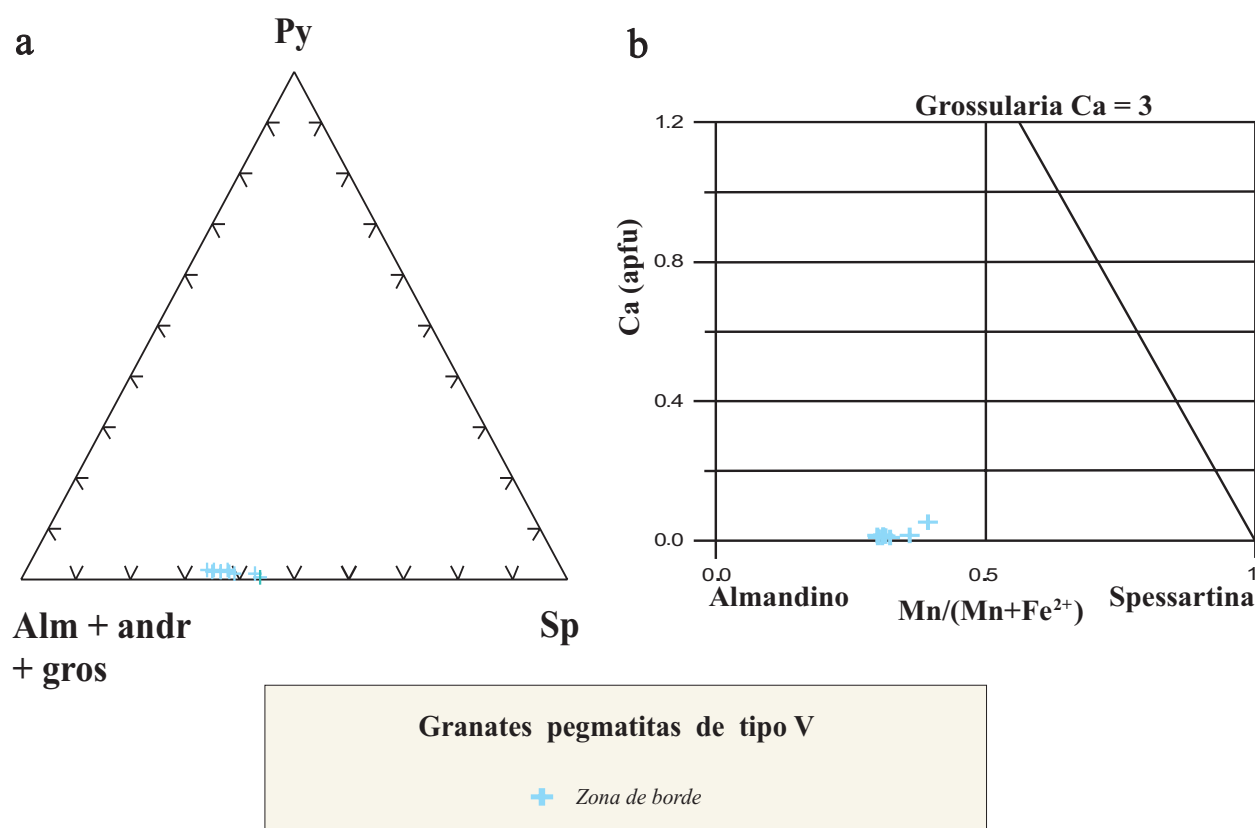 a
Py
Alm + andr
+ gros
Sp
b
Grossularia Ca = 3
1.2
0.8
0.4
0.0
Ca (apfu)
0.0
0.5
1
Almandino
Mn/(Mn+Fe²⁺)
Spessartina
Granates pegmatitas de tipo V
Zona de borde